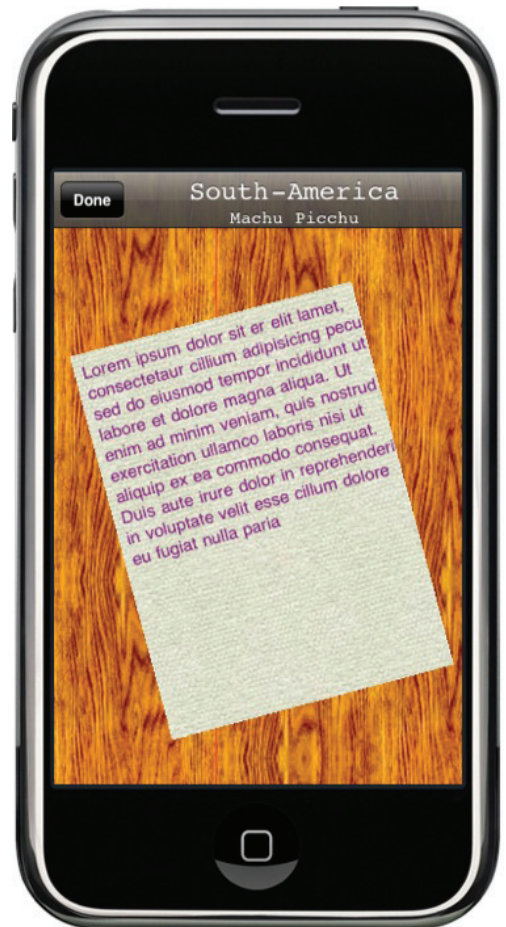 Done
South-America
Machu Picchu
Lorem ipsum dolor sit er elit lamet,
consectetaur cillium adipisicing pecu
sed do eiusmod tempor incididunt ut
labore et dolore magna aliqua. Ut
enim ad minim veniam, quis nostrud
exercitation ullamco laboris nisi ut
aliquip ex ea commodo consequat.
Duis aute irure dolor in reprehenderi
in voluptate velit esse cillum dolore
eu fugiat nulla paria